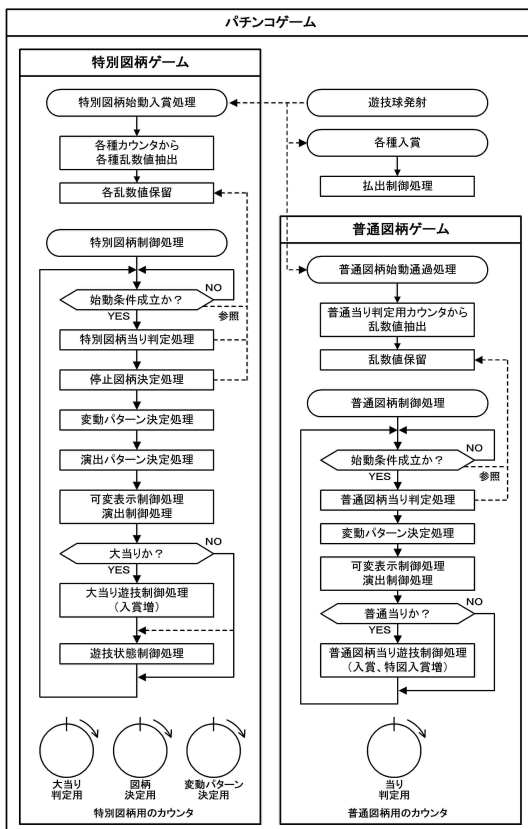 パチンコゲーム
特別図柄ゲーム
特別図柄始動入賞処理
各種カウンタから
各種乱数値抽出
各乱数値保留
特別図柄制御処理
始動条件成立か？
NO
YES
参照
特別図柄当り判定処理
停止図柄決定処理
変動パターン決定処理
演出パターン決定処理
可変表示制御処理
演出制御処理
大当りか？
NO
YES
大当り遊技制御処理
（入賞増）
遊技状態制御処理
大当り
判定用
図柄
決定用
変動パターン
決定用
特別図柄用のカウンタ
遊技球発射
各種入賞
払出制御処理
普通図柄ゲーム
普通図柄始動通過処理
普通当り判定用カウンタから
乱数値抽出
乱数値保留
普通図柄制御処理
始動条件成立か？
NO
YES
参照
普通図柄当り判定処理
変動パターン決定処理
可変表示制御処理
演出制御処理
普通当りか？
NO
YES
普通図柄当り遊技制御処理
（入賞、特図入賞増）
当り
判定用
普通図柄用のカウンタ